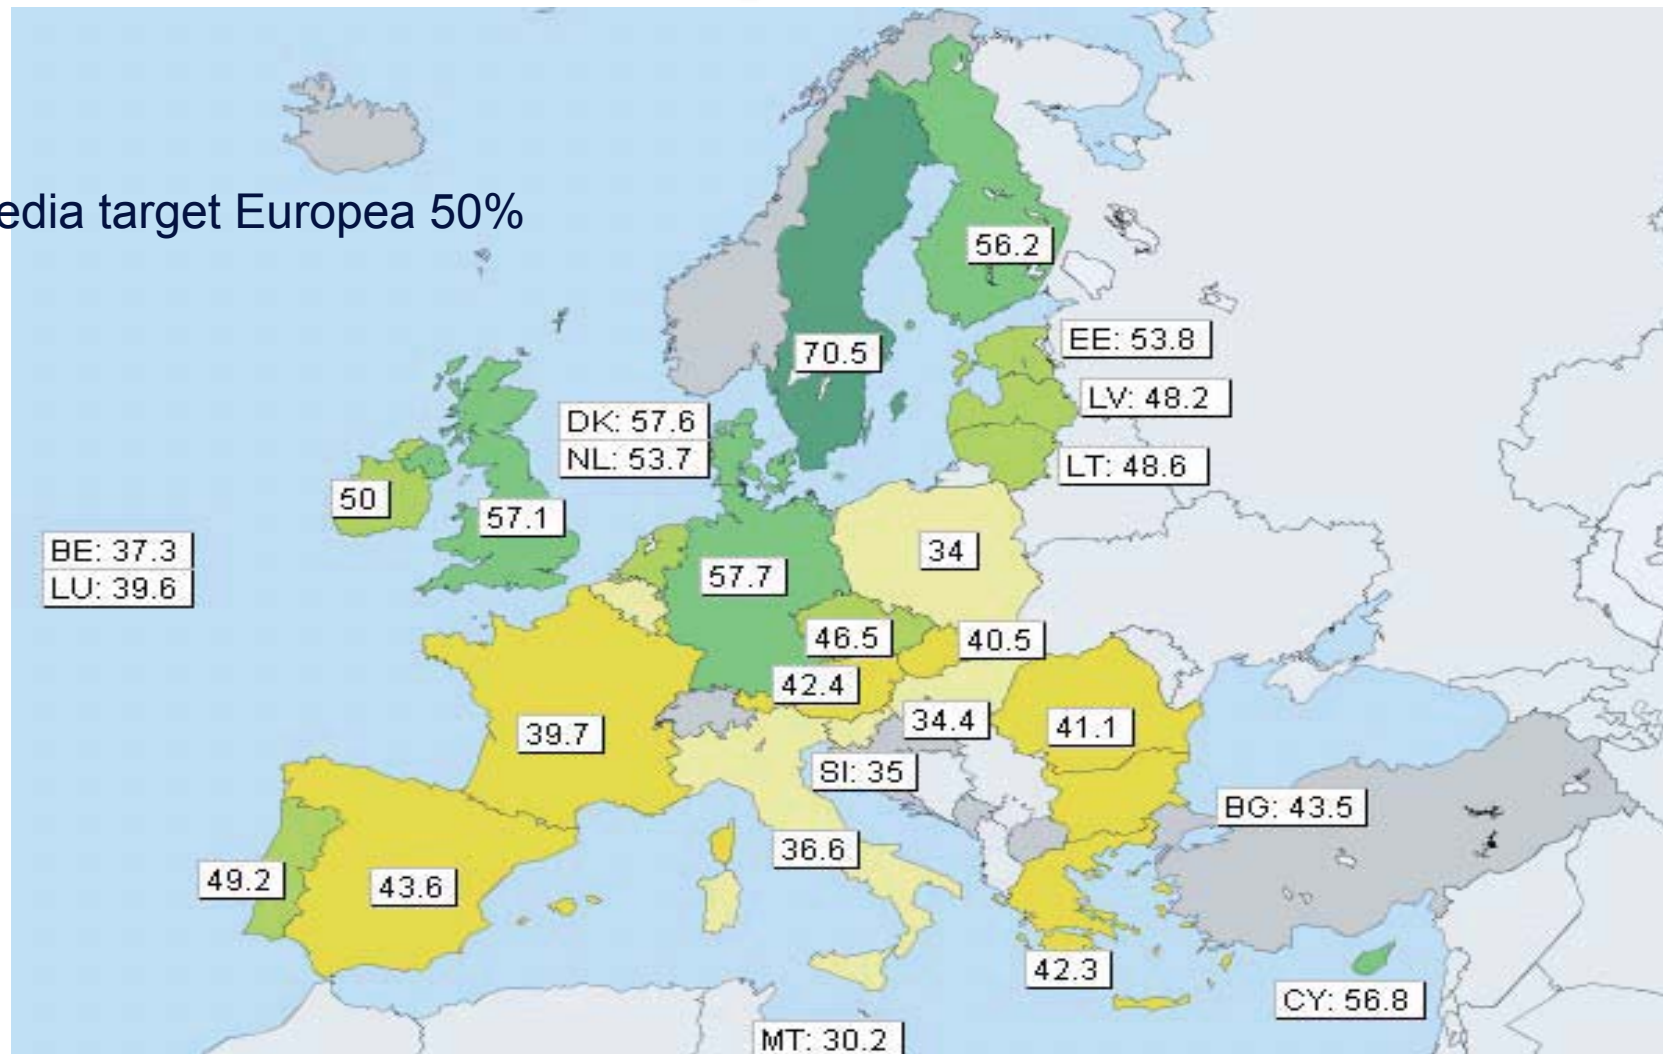 edia target Europea 50%
56.2
EE: 53.8
70.5
LV: 48.2
DK: 57.6
NL: 53.7
LT: 48.6
50
57.1
BE: 37.3
LU: 39.6
34
57.7
46.5
40.5
42.4
34.4
41.1
39.7
SI: 35
BG: 43.5
36.6
49.2
43.6
42.3
CY: 56.8
MT: 30.2